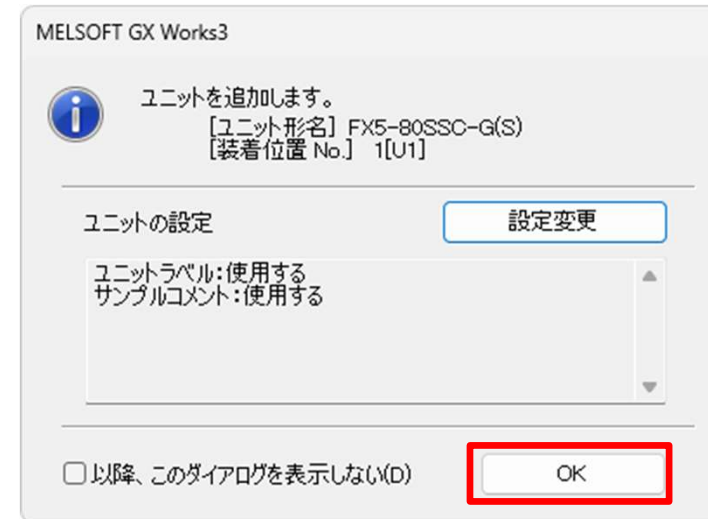 MELSOFT GX Works3
ユニットを追加します。
[ユニット形名] FX5-80SSC-G(S)
[装着位置 No.] 1[U1]
ユニットの設定
設定変更
ユニットラベル:使用する
サンプルコメント:使用する
以降、このダイアログを表示しない(D)
OK